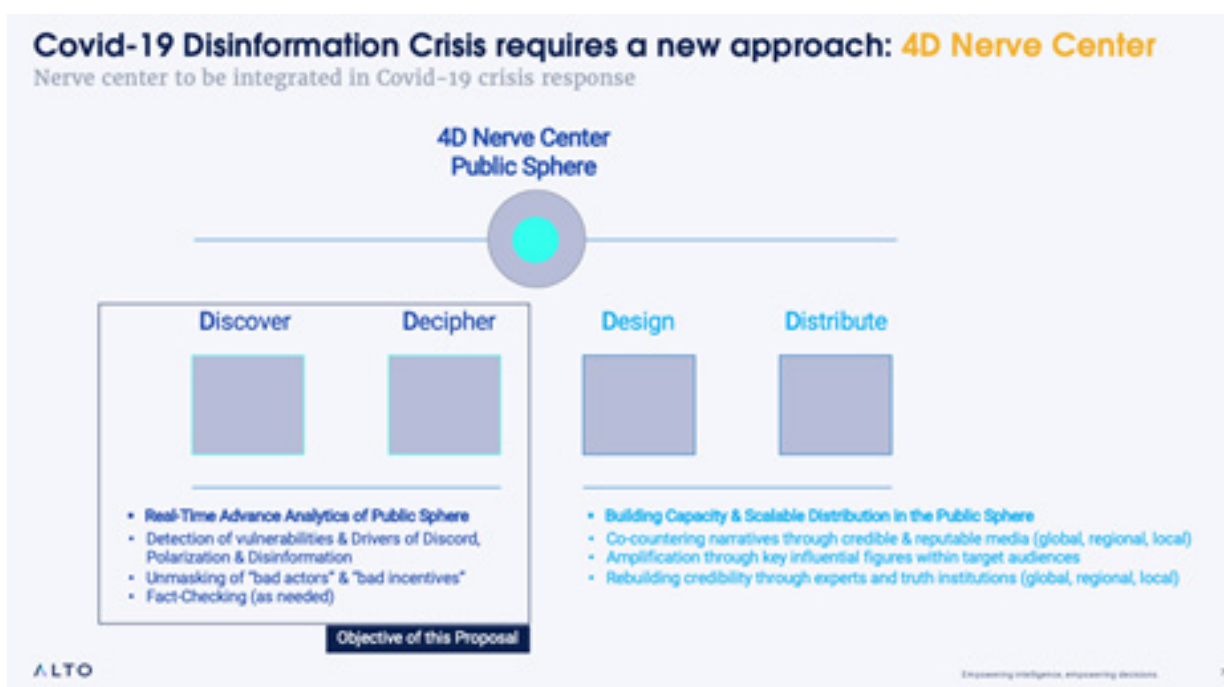 Covid-19 Disinformation Crisis requires a new approach: 4D Nerve Center
Nerve center to be integrated in Covid-19 crisis response
4D Nerve Center
Public Sphere
Discover
Decipher
Design
Distribute
• Real-Time Advance Analytics of Public Sphere
• Detection of vulnerabilities & Drivers of Discord,
Polarization & Disinformation
• Unmasking of “bad actors” & “bad incentives”
• Fact-Checking (as needed)
Objective of this Proposal
• Building Capacity & Scalable Distribution in the Public Sphere
• Co-countering narratives through credible & reputable media (global, regional, local)
• Amplification through key influential figures within target audiences
• Rebuilding credibility through experts and truth institutions (global, regional, local)
ALTO
Empowering intelligence, empowering decisions.